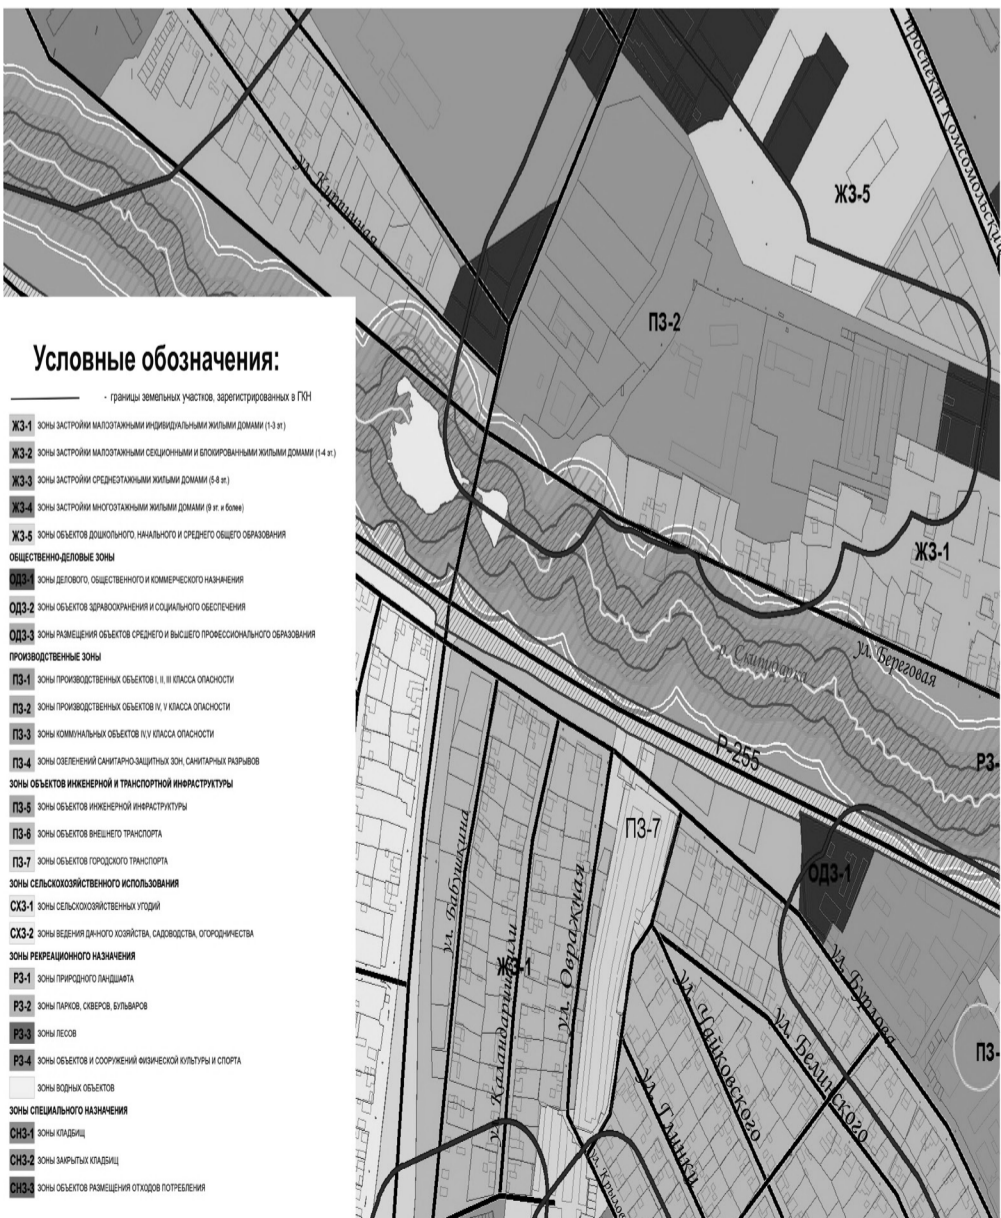 Условные обозначения:
- границы земельных участков, зарегистрированных в ГКН
ЖЗ-1 ЗОНЫ ЗАСТРОЙКИ МАЛОЭТАЖНЫМИ ИНДИВИДУАЛЬНЫМИ ЖИЛЫМИ ДОМАМИ (1-3 эт.)
ЖЗ-2 ЗОНЫ ЗАСТРОЙКИ МАЛОЭТАЖНЫМИ СЕКЦИОННЫМИ И БЛОКИРОВАННЫМИ ЖИЛЫМИ ДОМАМИ (1-4 эт.)
ЖЗ-3 ЗОНЫ ЗАСТРОЙКИ СРЕДНЕЭТАЖНЫМИ ЖИЛЫМИ ДОМАМИ (5-8 эт.)
ЖЗ-4 ЗОНЫ ЗАСТРОЙКИ МНОГОЭТАЖНЫМИ ЖИЛЫМИ ДОМАМИ (9 эт. и более)
ЖЗ-5 ЗОНЫ ОБЪЕКТОВ ДОШКОЛЬНОГО, НАЧАЛЬНОГО И СРЕДНЕГО ОБЩЕГО ОБРАЗОВАНИЯ
ОБЩЕСТВЕННО-ДЕЛОВЫЕ ЗОНЫ
ОДЗ-1 ЗОНЫ ДЕЛОВОГО, ОБЩЕСТВЕННОГО И КОММЕРЧЕСКОГО НАЗНАЧЕНИЯ
ОДЗ-2 ЗОНЫ ОБЪЕКТОВ ЗДРАВООХРАНЕНИЯ И СОЦИАЛЬНОГО ОБЕСПЕЧЕНИЯ
ОДЗ-3 ЗОНЫ РАЗМЕЩЕНИЯ ОБЪЕКТОВ СРЕДНЕГО И ВЫСШЕГО ПРОФЕССИОНАЛЬНОГО ОБРАЗОВАНИЯ
ПРОИЗВОДСТВЕННЫЕ ЗОНЫ
ПЗ-1 ЗОНЫ ПРОИЗВОДСТВЕННЫХ ОБЪЕКТОВ I, II, III КЛАССА ОПАСНОСТИ
ПЗ-2 ЗОНЫ ПРОИЗВОДСТВЕННЫХ ОБЪЕКТОВ IV, V КЛАССА ОПАСНОСТИ
ПЗ-3 ЗОНЫ КОММУНАЛЬНЫХ ОБЪЕКТОВ IV,V КЛАССА ОПАСНОСТИ
ПЗ-4 ЗОНЫ ОЗЕЛЕНЕНИЙ САНИТАРНО-ЗАЩИТНЫХ ЗОН, САНИТАРНЫХ РАЗРЫВОВ
ЗОНЫ ОБЪЕКТОВ ИНЖЕНЕРНОЙ И ТРАНСПОРТНОЙ ИНФРАСТРУКТУРЫ
ПЗ-5 ЗОНЫ ОБЪЕКТОВ ИНЖЕНЕРНОЙ ИНФРАСТРУКТУРЫ
ПЗ-6 ЗОНЫ ОБЪЕКТОВ ВНЕШНЕГО ТРАНСПОРТА
ПЗ-7 ЗОНЫ ОБЪЕКТОВ ГОРОДСКОГО ТРАНСПОРТА
ЗОНЫ СЕЛЬСКОХОЗЯЙСТВЕННОГО ИСПОЛЬЗОВАНИЯ
СХЗ-1 ЗОНЫ СЕЛЬСКОХОЗЯЙСТВЕННЫХ УГОДИЙ
СХЗ-2 ЗОНЫ ВЕДЕНИЯ ДАЧНОГО ХОЗЯЙСТВА, САДОВОДСТВА, ОГОРОДНИЧЕСТВА
ЗОНЫ РЕКРЕАЦИОННОГО НАЗНАЧЕНИЯ
РЗ-1 ЗОНЫ ПРИРОДНОГО ЛАНДШАФТА
РЗ-2 ЗОНЫ ПАРКОВ, СКВЕРОВ, БУЛЬВАРОВ
РЗ-3 ЗОНЫ ЛЕСОВ
РЗ-4 ЗОНЫ ОБЪЕКТОВ И СООРУЖЕНИЙ ФИЗИЧЕСКОЙ КУЛЬТУРЫ И СПОРТА
ЗОНЫ ВОДНЫХ ОБЪЕКТОВ
ЗОНЫ СПЕЦИАЛЬНОГО НАЗНАЧЕНИЯ
СНЗ-1 ЗОНЫ КЛАДБИЩ
СНЗ-2 ЗОНЫ ЗАКРЫТЫХ КЛАДБИЩ
СНЗ-3 ЗОНЫ ОБЪЕКТОВ РАЗМЕЩЕНИЯ ОТХОДОВ ПОТРЕБЛЕНИЯ
проспект Комсомольский
ул. Кирпичная
ЖЗ-5
ПЗ-2
ЖЗ-1
ул. Береговая
р. Скипидарка
Р-255
РЗ-
ПЗ-7
ОДЗ-1
ул. Бабушкина
ЖЗ-1
ул. Каландаришвили
ул. Овражная
ул. Бурлова
ул. Чайковского
ул. Белинского
ул. Глинки
ул. Крылова
ПЗ-